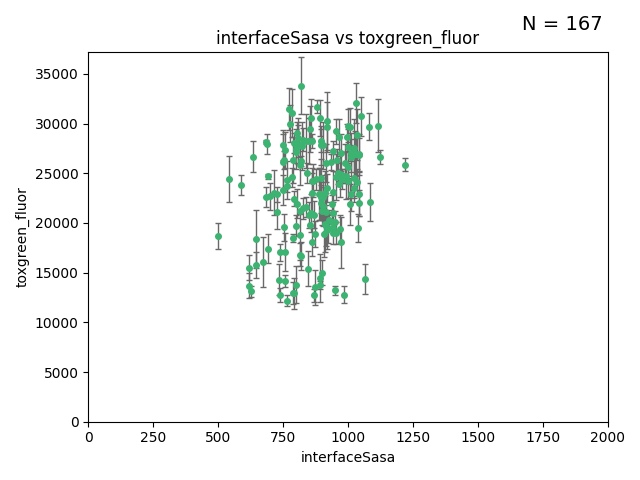 N = 167
interfaceSasa vs toxgreen_fluor
35000
30000
25000
20000
15000
10000
5000
0
toxgreen_fluor
0 250 500 750 1000 1250 1500 1750 2000
interfaceSasa